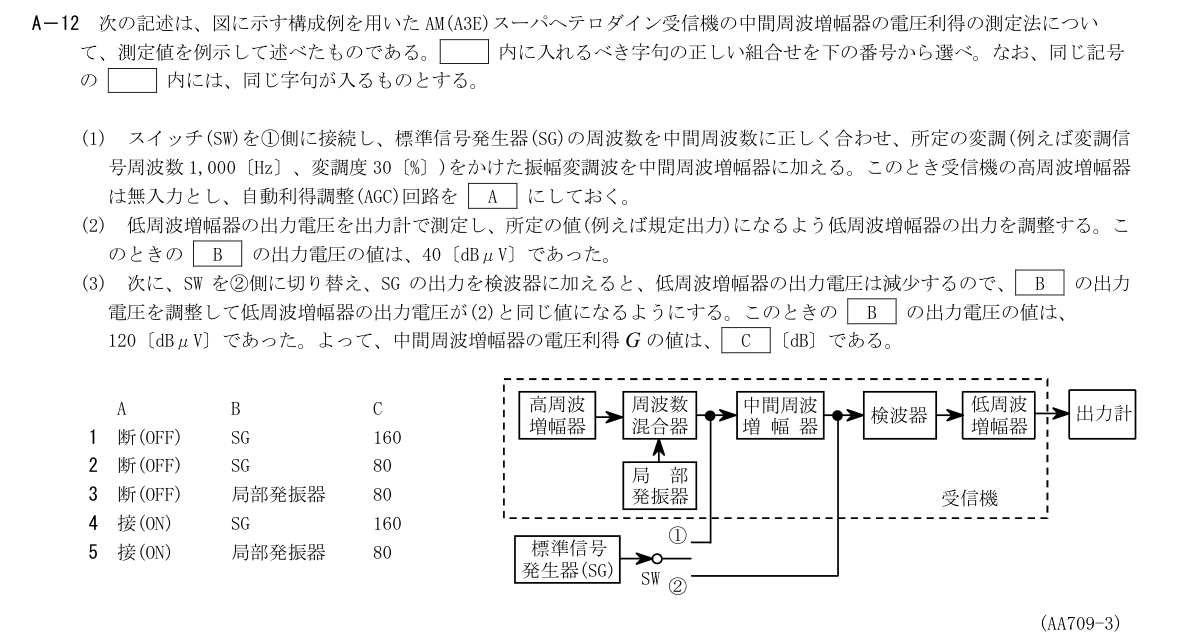 A－12 次の記述は、図に示す構成例を用いた AM(A3E)スーパヘテロダイン受信機の中間周波増幅器の電圧利得の測定法につい
て、測定値を例示して述べたものである。 内に入れるべき字句の正しい組合せを下の番号から選べ。なお、同じ記号
の 内には、同じ字句が入るものとする。
(1) スイッチ(SW)を①側に接続し、標準信号発生器(SG)の周波数を中間周波数に正しく合わせ、所定の変調(例えば変調信
号周波数 1,000〔Hz〕、変調度 30〔%〕)をかけた振幅変調波を中間周波増幅器に加える。このとき受信機の高周波増幅器
は無入力とし、自動利得調整(AGC)回路を A にしておく。
(2) 低周波増幅器の出力電圧を出力計で測定し、所定の値(例えば規定出力)になるよう低周波増幅器の出力を調整する。こ
のときの B の出力電圧の値は、40〔dBμV〕であった。
(3) 次に、SW を②側に切り替え、SG の出力を検波器に加えると、低周波増幅器の出力電圧は減少するので、 B の出力
電圧を調整して低周波増幅器の出力電圧が(2)と同じ値になるようにする。このときの B の出力電圧の値は、
120〔dBμV〕であった。よって、中間周波増幅器の電圧利得 G の値は、 C 〔dB〕である。
A B C
1 断(OFF) SG 160
2 断(OFF) SG 80
3 断(OFF) 局部発振器 80
4 接(ON) SG 160
5 接(ON) 局部発振器 80
高周波
増幅器
周波数
混合器
中間周波
増幅器
検波器
低周波
増幅器
出力計
局部
発振器
受信機
①
標準信号
発生器(SG)
SW
②
(AA709-3)